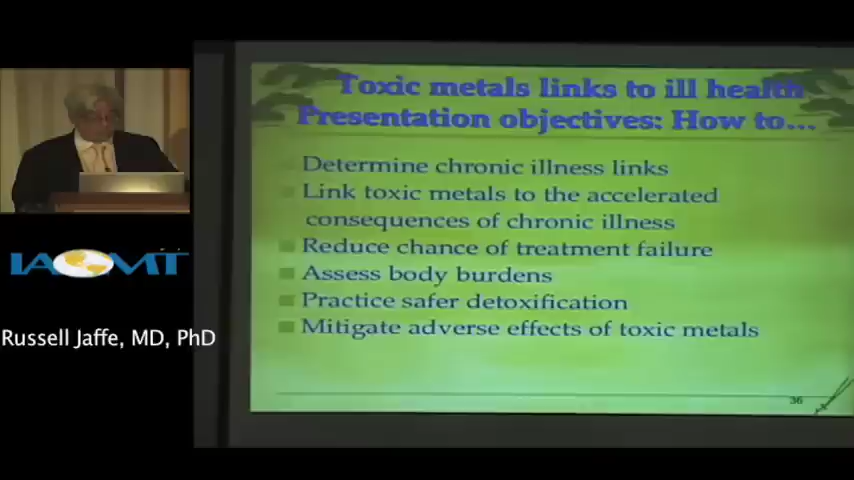 Toxic metals links to ill health
Presentation objectives: How to...
Determine chronic illness links
Link toxic metals to the accelerated
consequences of chronic illness
Reduce chance of treatment failure
Assess body burdens
Practice safer detoxification
Mitigate adverse effects of toxic metals
36
IAOMT
Russell Jaffe, MD, PhD